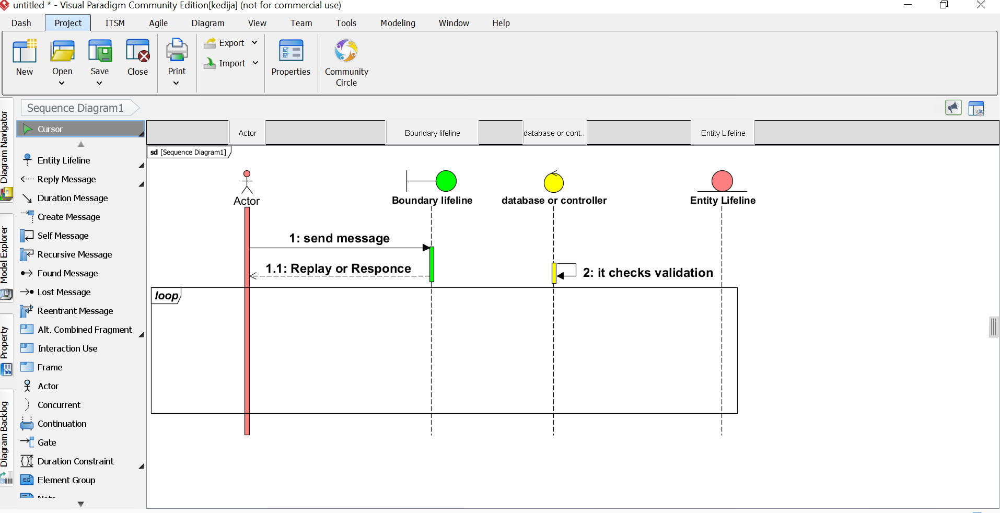 untitled * - Visual Paradigm Community Edition[kedija] (not for commercial use)
Dash Project ITSM Agile Diagram View Team Tools Modeling Window Help
New Open Save Close Print Export Import Properties Community Circle
Diagram Navigator
Model Explorer
Property
Diagram Backlog
Sequence Diagram1
Cursor
Entity Lifeline
Reply Message
Duration Message
Create Message
Self Message
Recursive Message
Found Message
Lost Message
Reentrant Message
Alt. Combined Fragment
Interaction Use
Frame
Actor
Concurrent
Continuation
Gate
Duration Constraint
EG Element Group
Actor Boundary lifeline database or cont.. Entity Lifeline
sd [Sequence Diagram1]
Actor Boundary lifeline database or controller Entity Lifeline
1: send message
1.1: Replay or Responce
2: it checks validation
loop